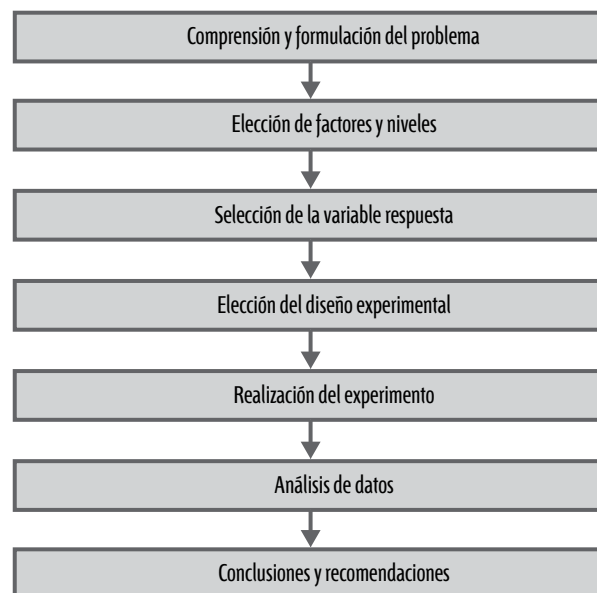 Comprensión y formulación del problema
Elección de factores y niveles
Selección de la variable respuesta
Elección del diseño experimental
Realización del experimento
Análisis de datos
Conclusiones y recomendaciones